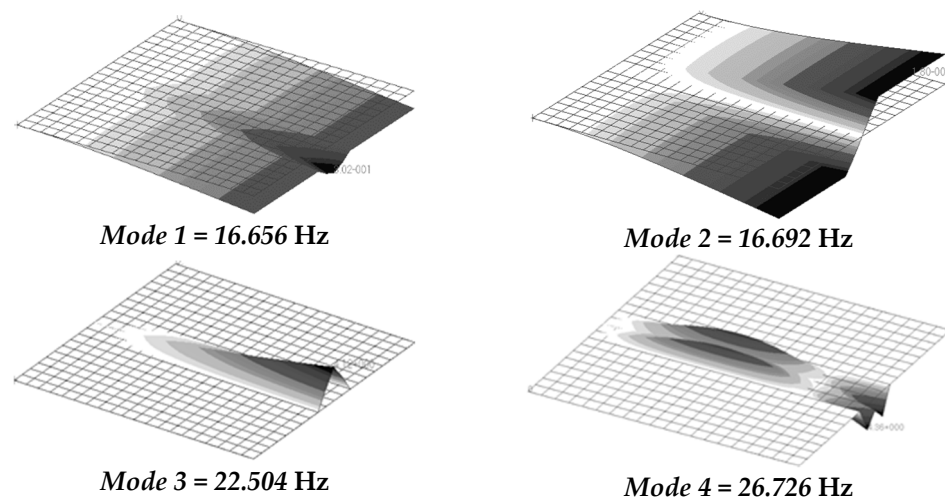 Mode 1 = 16.656 Hz
Mode 2 = 16.692 Hz
Mode 3 = 22.504 Hz
Mode 4 = 26.726 Hz